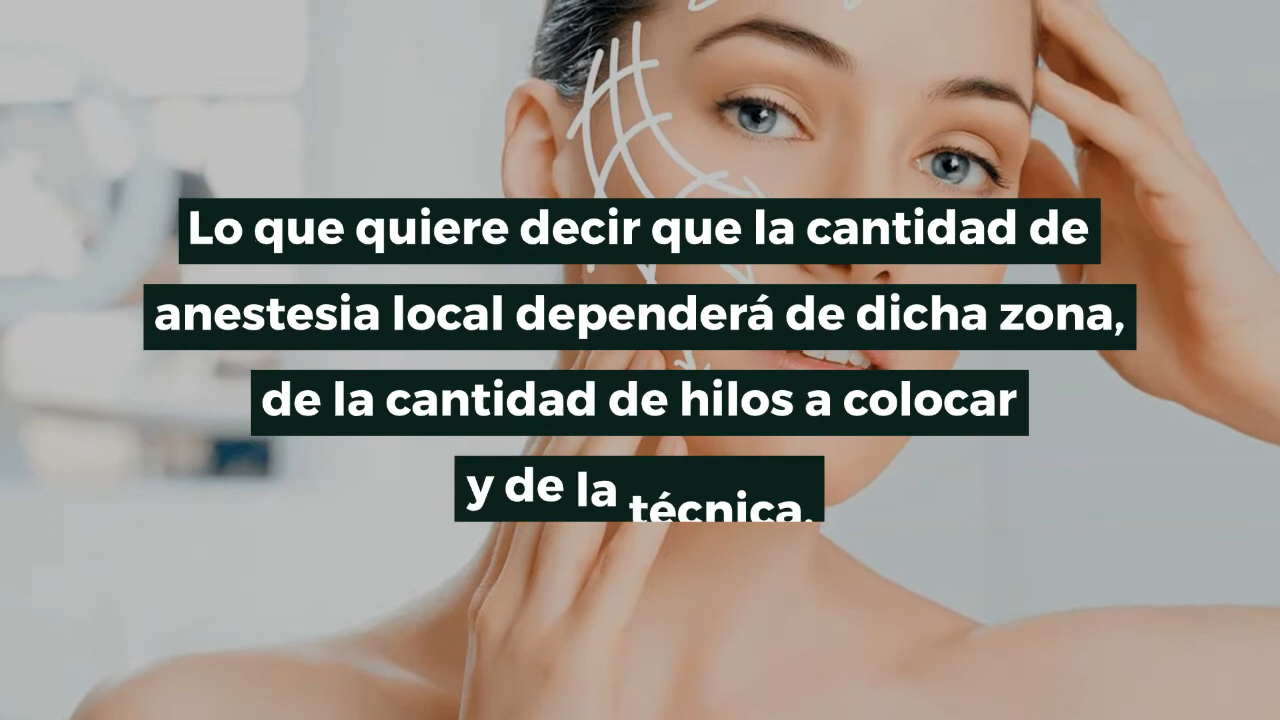 Lo que quiere decir que la cantidad de
anestesia local dependerá de dicha zona,
de la cantidad de hilos a colocar
y de la técnica.